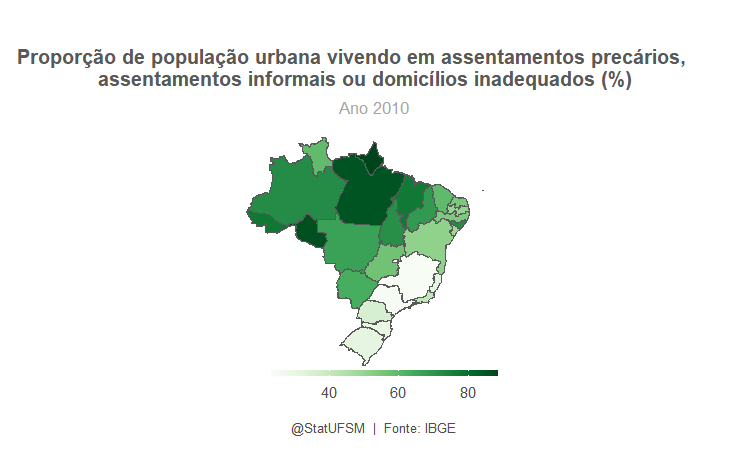 Proporção de população urbana vivendo em assentamentos precários,
assentamentos informais ou domicílios inadequados (%)
Ano 2010
40 60 80
@StatUFSM | Fonte: IBGE